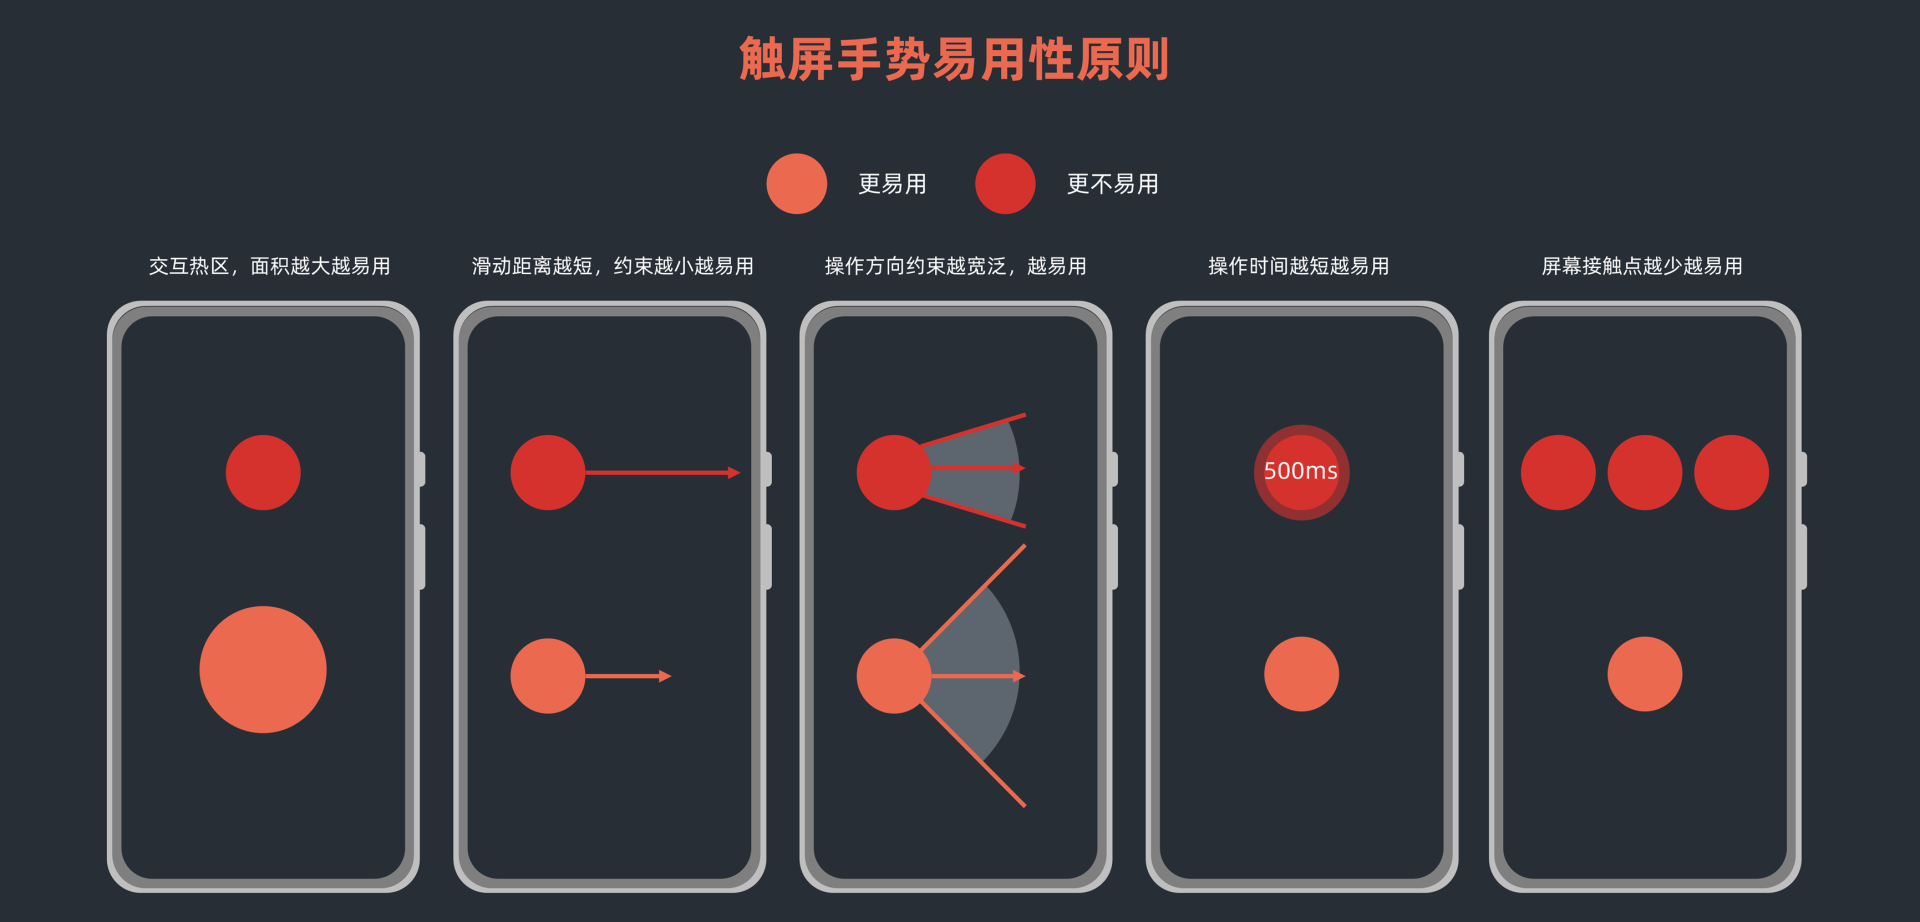 触屏手势易用性原则
更易用
更不易用
交互热区，面积越大越易用
滑动距离越短，约束越小越易用
操作方向约束越宽泛，越易用
操作时间越短越易用
屏幕接触点越少越易用
500ms